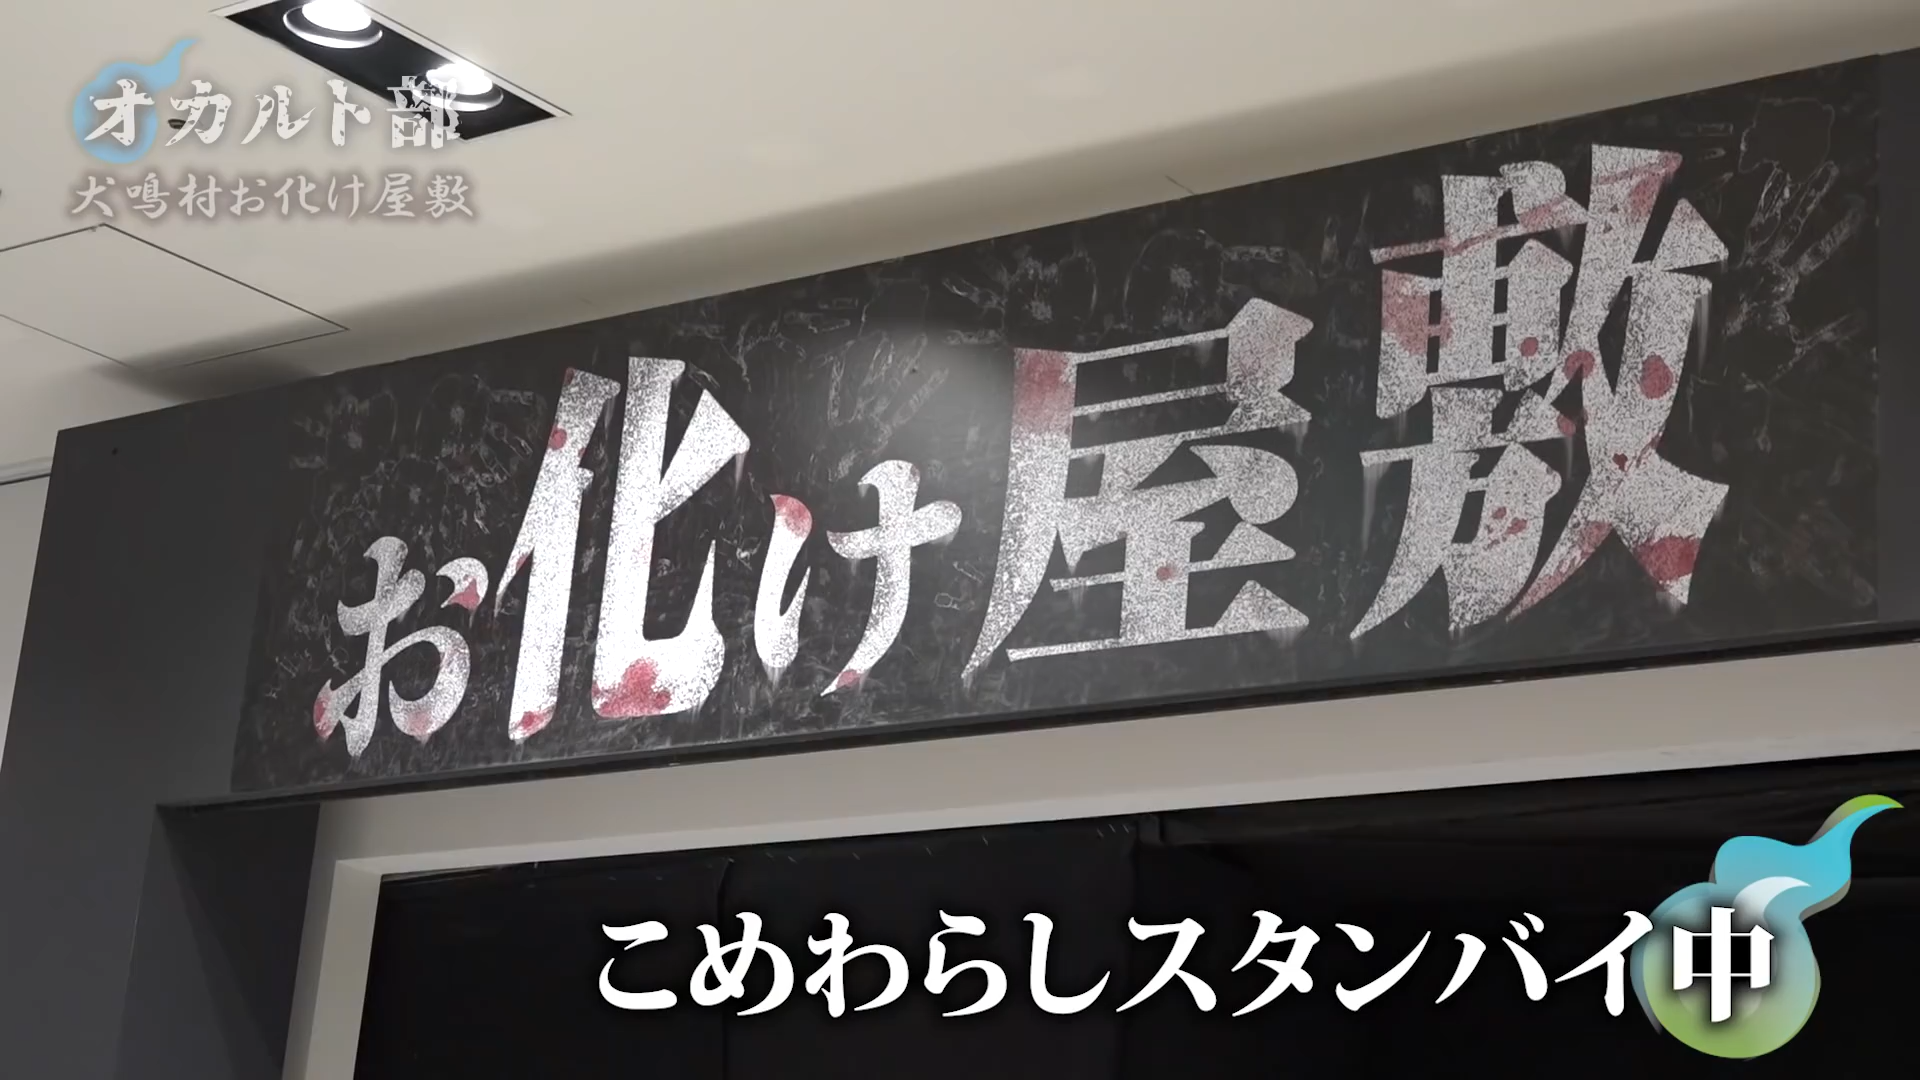 オカルト部
犬鳴村お化け屋敷
お化け屋敷
こめわらしスタンバイ中